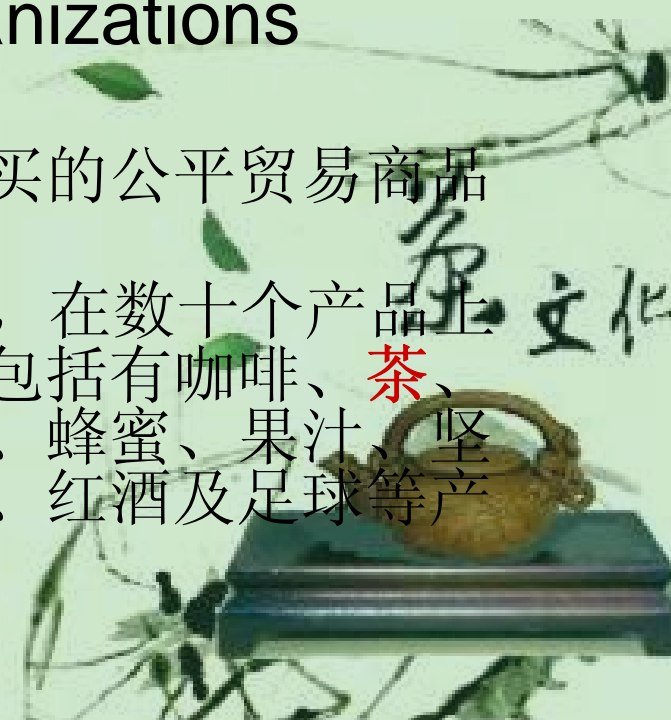 nizations
买的公平贸易商品
，在数十个产品上
包括有咖啡、茶、
、蜂蜜、果汁、坚
、红酒及足球等产
茶文化